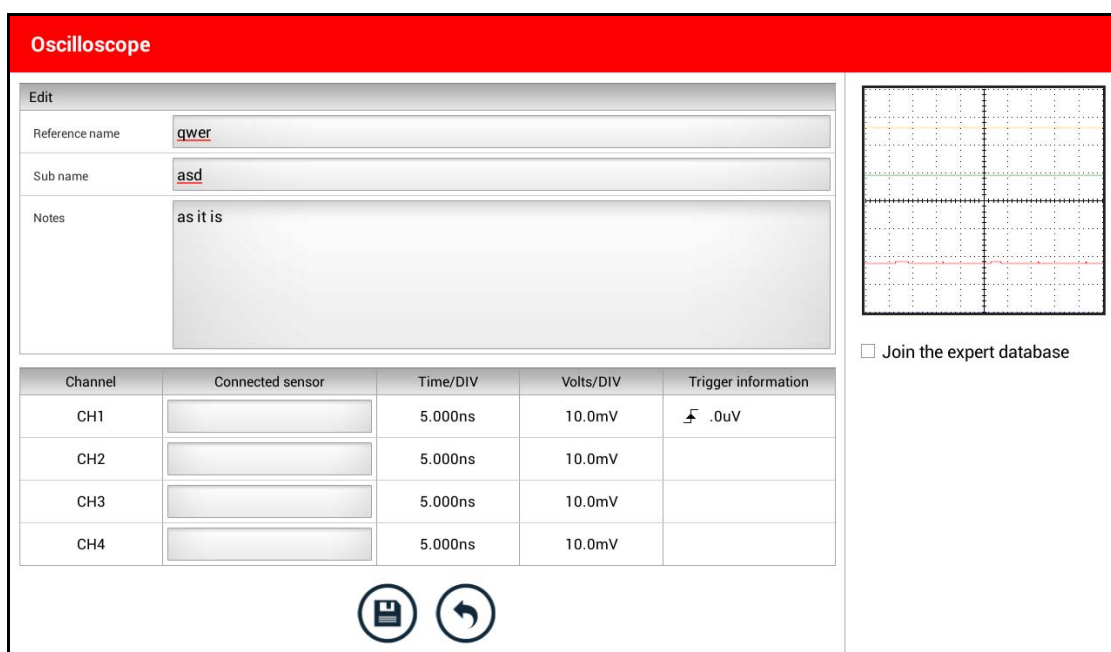 Oscilloscope
Edit
Reference name qwer
Sub name asd
Notes as it is
Join the expert database
Channel Connected sensor Time/DIV Volts/DIV Trigger information
CH1 5.000ns 10.0mV .0uV
CH2 5.000ns 10.0mV
CH3 5.000ns 10.0mV
CH4 5.000ns 10.0mV